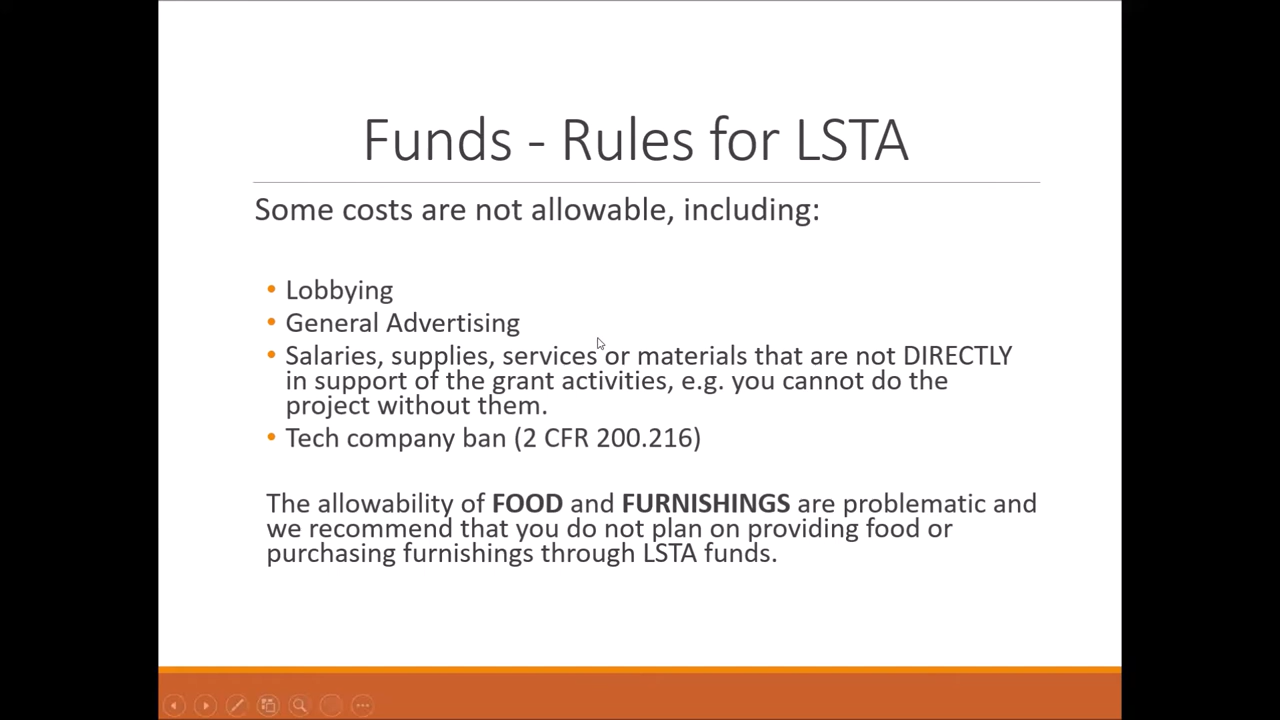 Funds - Rules for LSTA
Some costs are not allowable, including:
• Lobbying
• General Advertising
• Salaries, supplies, services or materials that are not DIRECTLY
in support of the grant activities, e.g. you cannot do the
project without them.
• Tech company ban (2 CFR 200.216)
The allowability of FOOD and FURNISHINGS are problematic and
we recommend that you do not plan on providing food or
purchasing furnishings through LSTA funds.